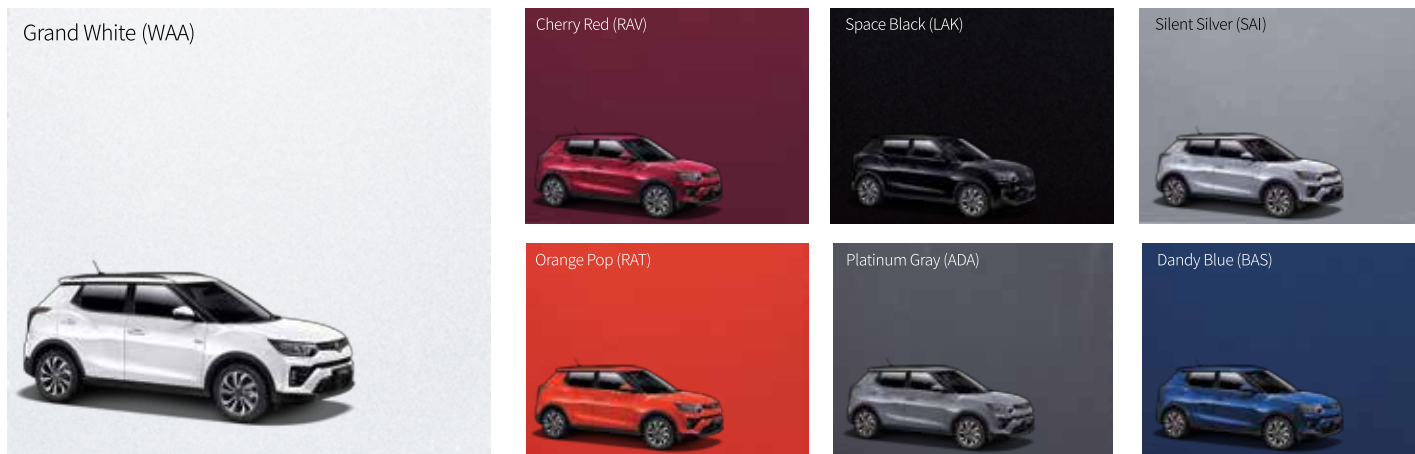 Grand White (WAA)
Cherry Red (RAV)
Space Black (LAK)
Silent Silver (SAI)
Orange Pop (RAT)
Platinum Gray (ADA)
Dandy Blue (BAS)